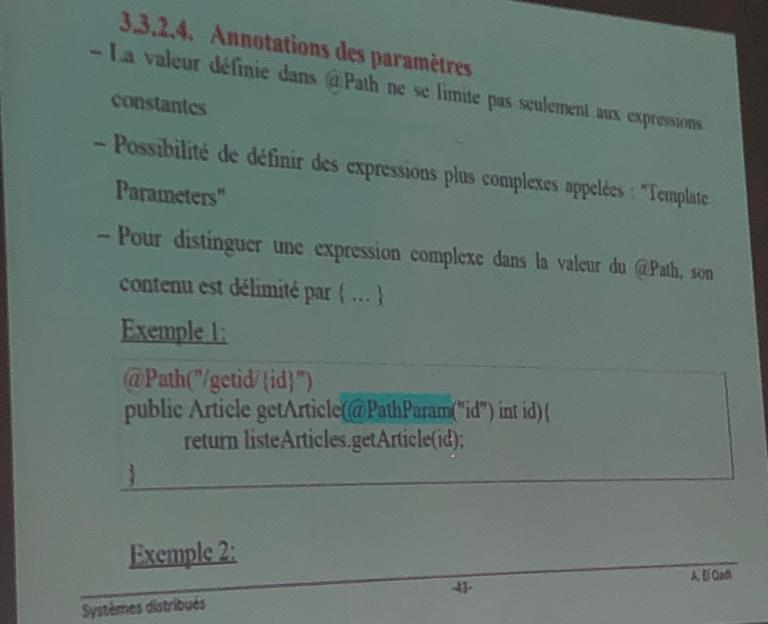 3.3.2.4. Annotations des paramètres
– La valeur définie dans @Path ne se limite pas seulement aux expressions
constantes
– Possibilité de définir des expressions plus complexes appelées : "Template
Parameters"
– Pour distinguer une expression complexe dans la valeur du @Path, son
contenu est délimité par { ... }
Exemple 1:
@Path("/getid/{id}")
public Article getArticle(@PathParam("id") int id){
return listeArticles.getArticle(id);
}
Exemple 2:
Systèmes distribués
-43-
A. El Qadi